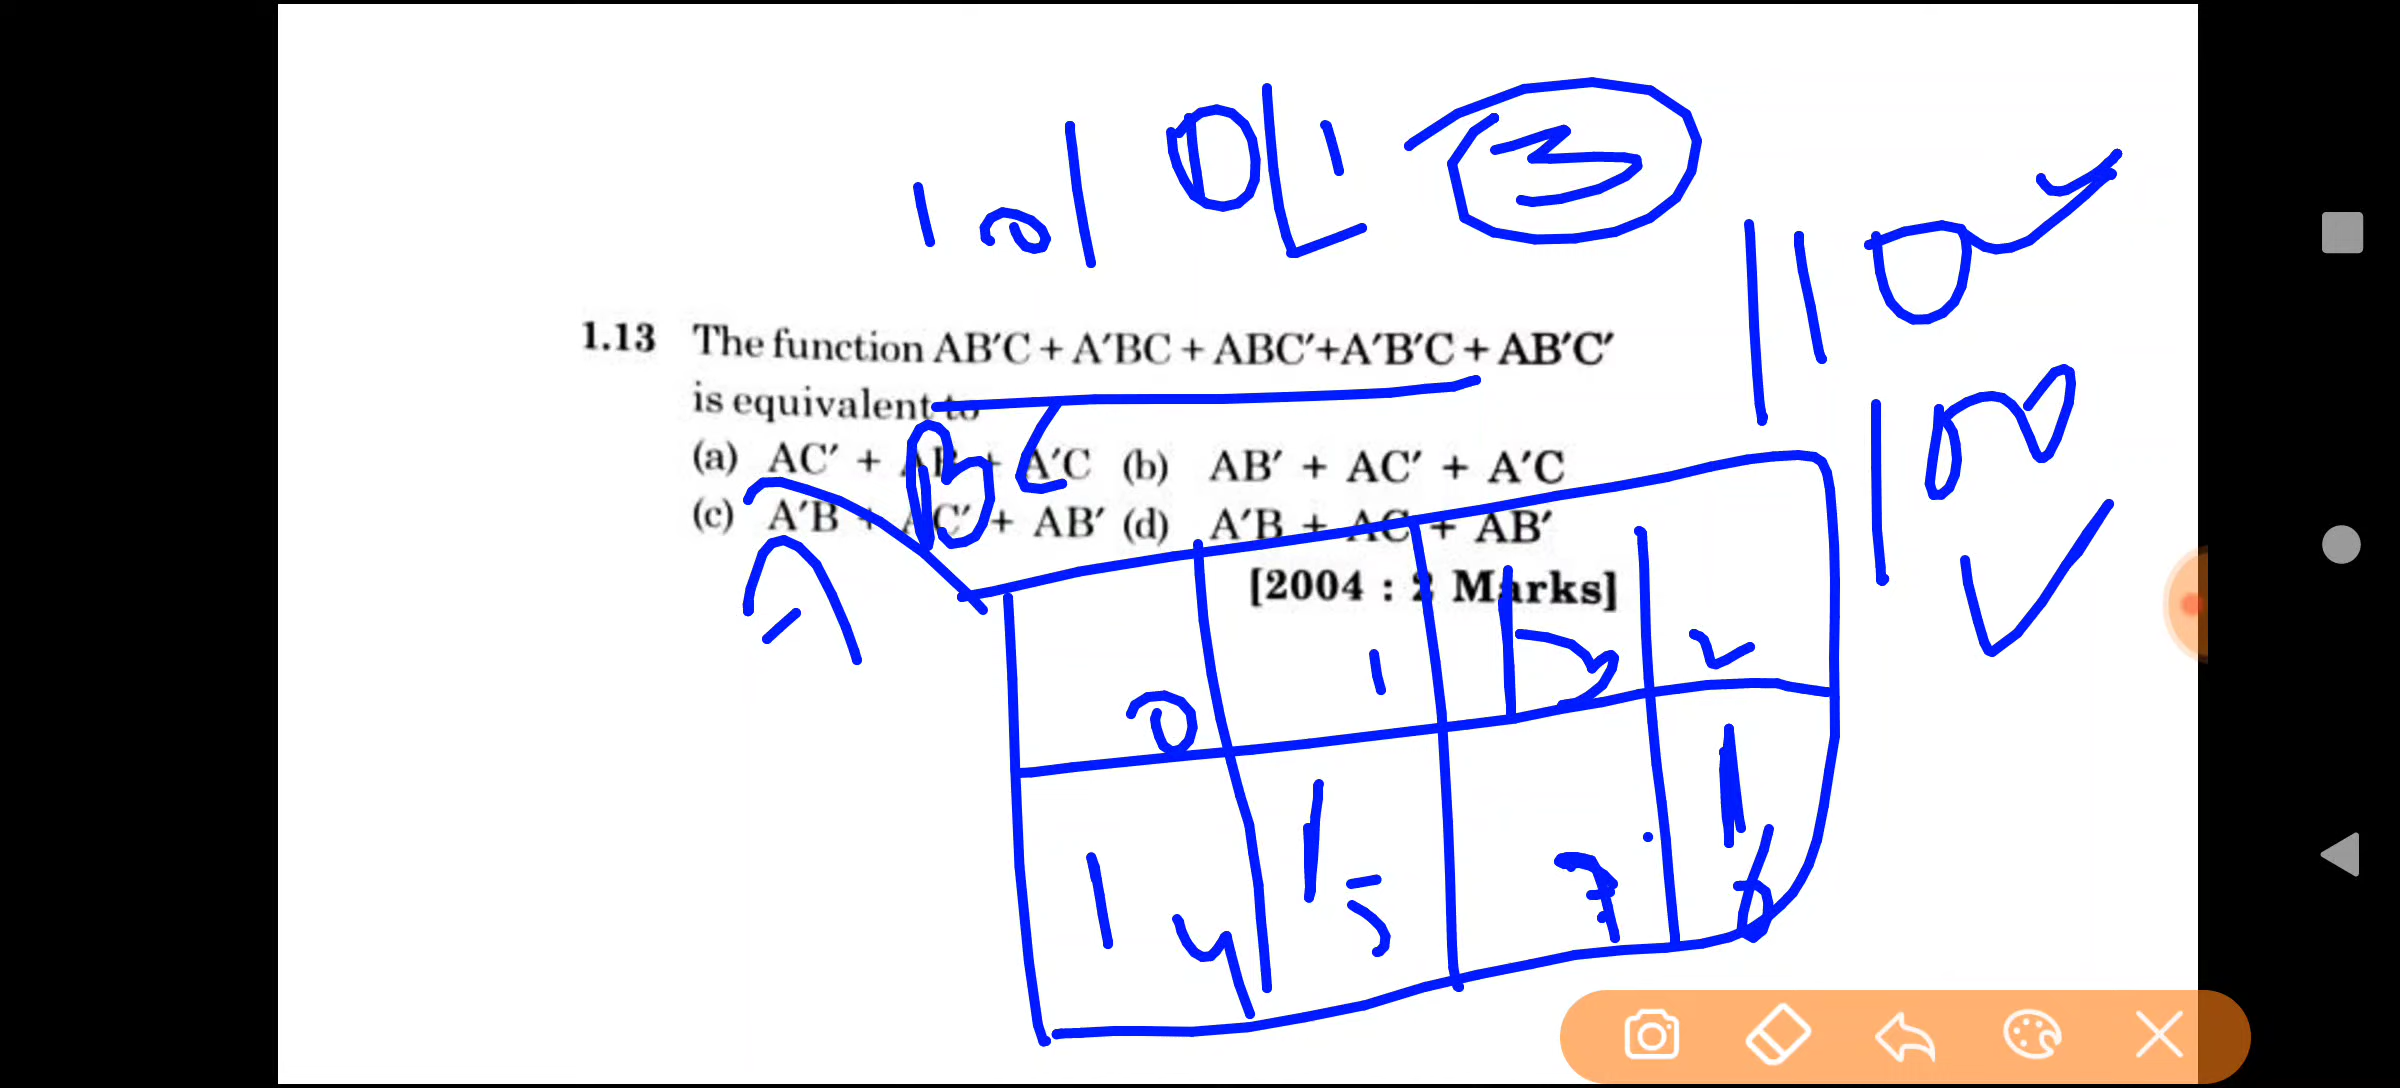 101 011 3
110
1.13 The function AB′C + A′BC + ABC′+A′B′C + AB′C′
is equivalent to
100
BC
(a) AC′ + AB + A′C (b) AB′ + AC′ + A′C
(c) A′B + AC′ + AB′ (d) A′B + AC + AB′
A
[2004 : 2 Marks]
0 1 1 3 2
1 4 1 5 7 1 6